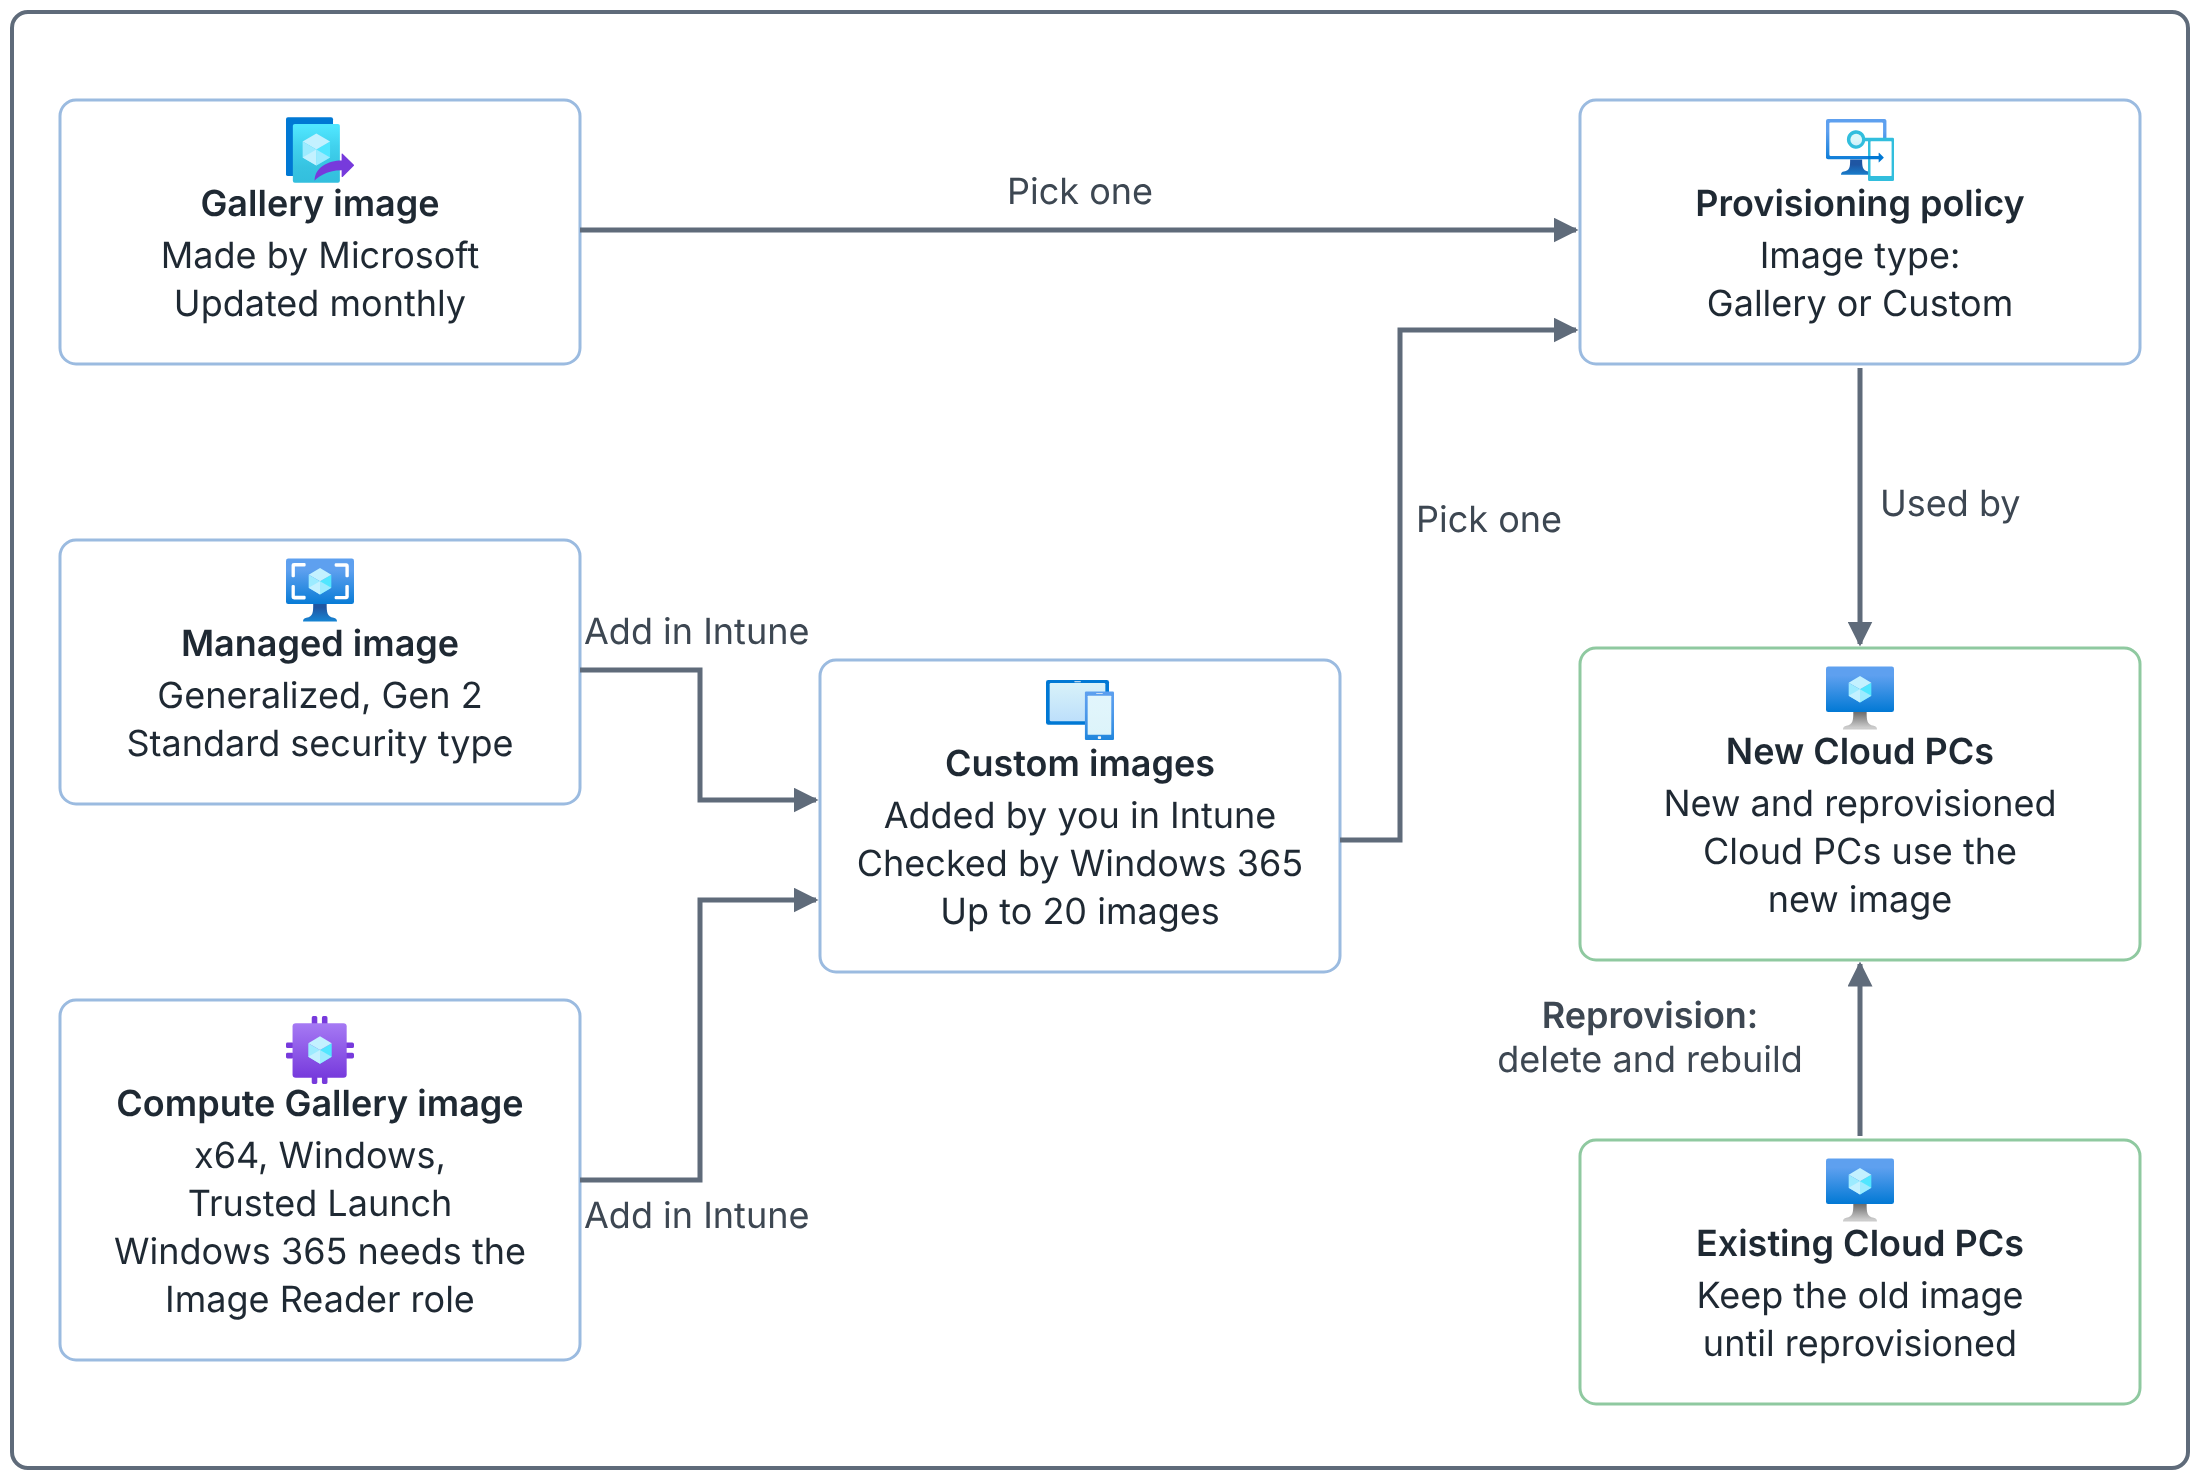 Gallery image
Made by Microsoft
Updated monthly
Pick one
Provisioning policy
Image type:
Gallery or Custom
Managed image
Generalized, Gen 2
Standard security type
Add in Intune
Custom images
Added by you in Intune
Checked by Windows 365
Up to 20 images
Pick one
Used by
New Cloud PCs
New and reprovisioned
Cloud PCs use the
new image
Compute Gallery image
x64, Windows,
Trusted Launch
Windows 365 needs the
Image Reader role
Add in Intune
Reprovision:
delete and rebuild
Existing Cloud PCs
Keep the old image
until reprovisioned